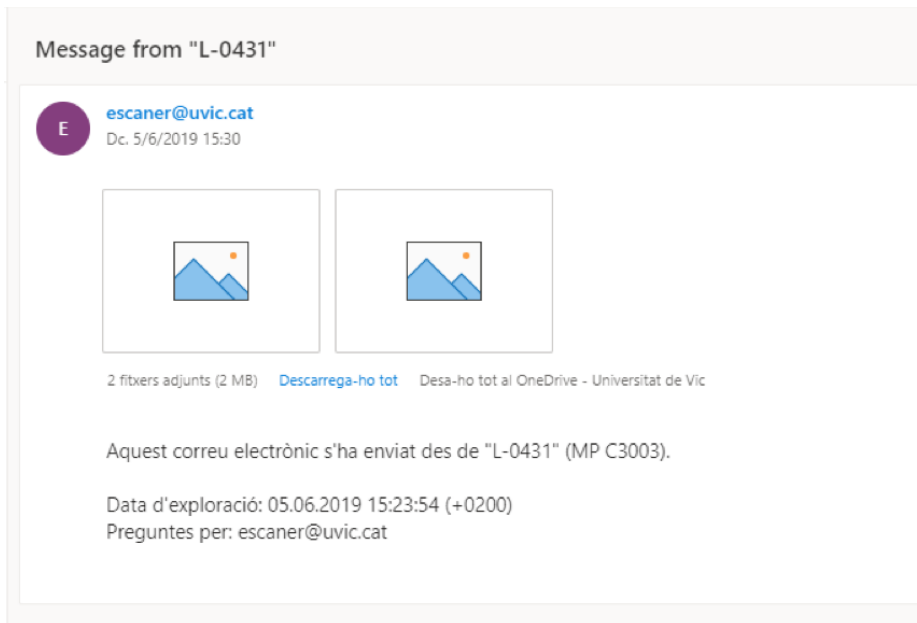 Message from "L-0431"
E
escaner@uvic.cat
Dc. 5/6/2019 15:30
2 fitxers adjunts (2 MB) Descarrega-ho tot Desa-ho tot al OneDrive - Universitat de Vic
Aquest correu electrònic s'ha enviat des de "L-0431" (MP C3003).
Data d'exploració: 05.06.2019 15:23:54 (+0200)
Preguntes per: escaner@uvic.cat